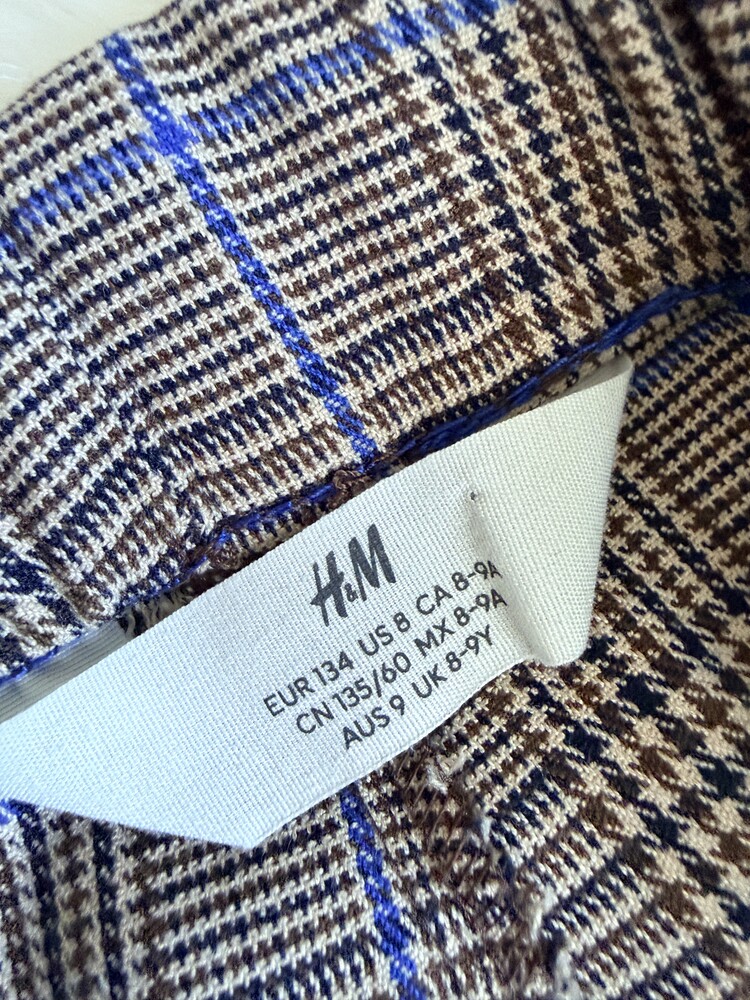 H&M
EUR 134 US 8 CA 8-9A
CN 135/60 MX 8-9A
AUS 9 UK 8-9Y